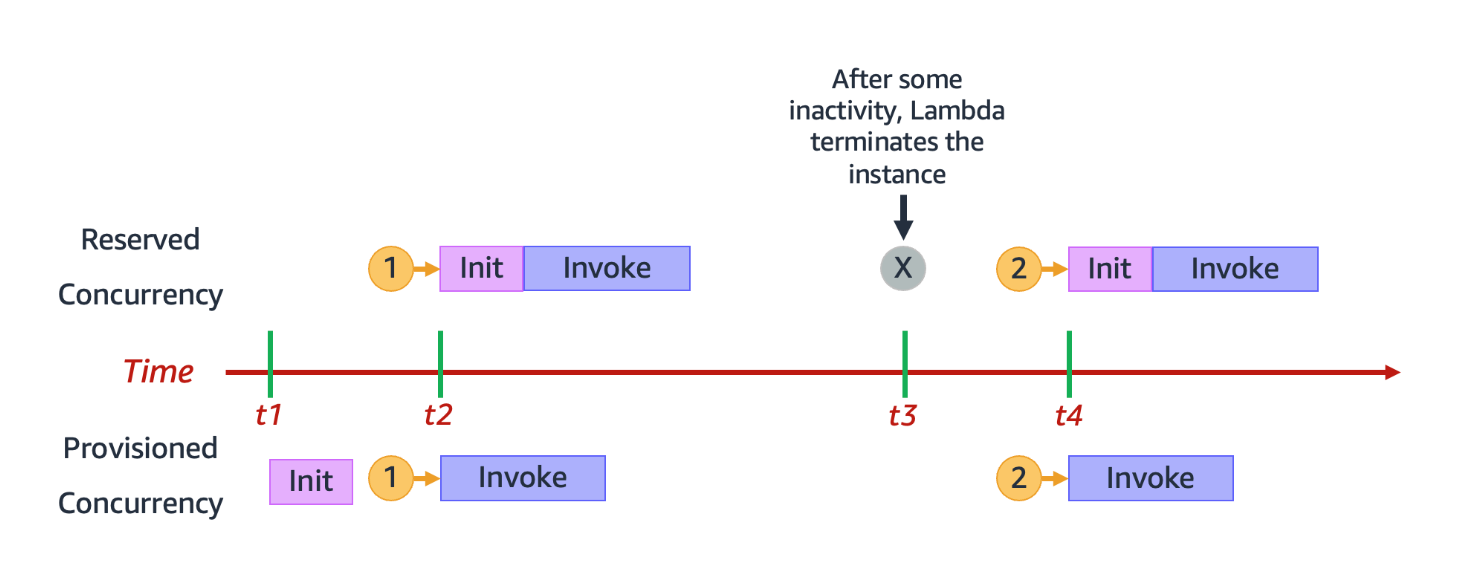 After some
inactivity, Lambda
terminates the
instance
Reserved
Concurrency
1
Init
Invoke
X
2
Init
Invoke
Time
t1
t2
t3
t4
Provisioned
Concurrency
Init
1
Invoke
2
Invoke